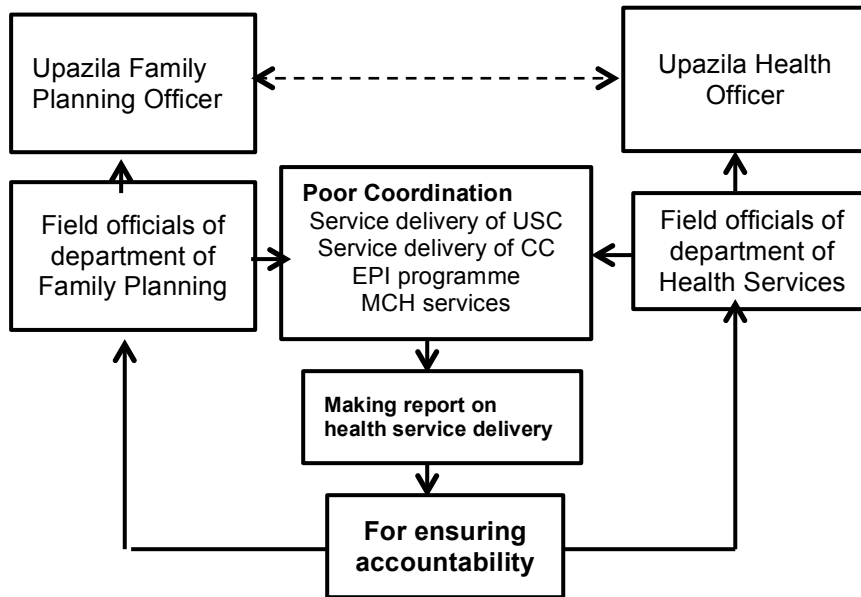 Upazila Family
Planning Officer
Upazila Health
Officer
Field officials of
department of
Family Planning
Poor Coordination
Service delivery of USC
Service delivery of CC
EPI programme
MCH services
Field officials of
department of
Health Services
Making report on
health service delivery
For ensuring
accountability